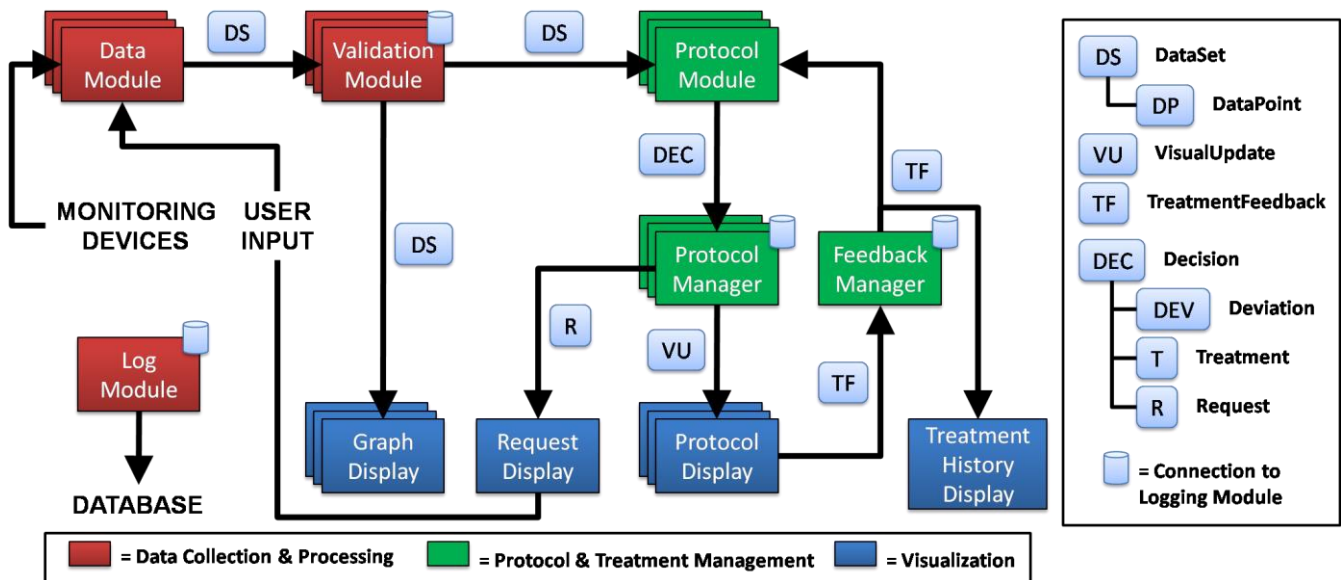 DS
DS
Data
Module
Validation
Module
Protocol
Module
DEC
TF
MONITORING
DEVICES
USER
INPUT
DS
Protocol
Manager
Feedback
Manager
R
VU
TF
Log
Module
DATABASE
Graph
Display
Request
Display
Protocol
Display
Treatment
History
Display
DS DataSet
DP DataPoint
VU VisualUpdate
TF TreatmentFeedback
DEC Decision
DEV Deviation
T Treatment
R Request
= Connection to
Logging Module
= Data Collection & Processing = Protocol & Treatment Management = Visualization